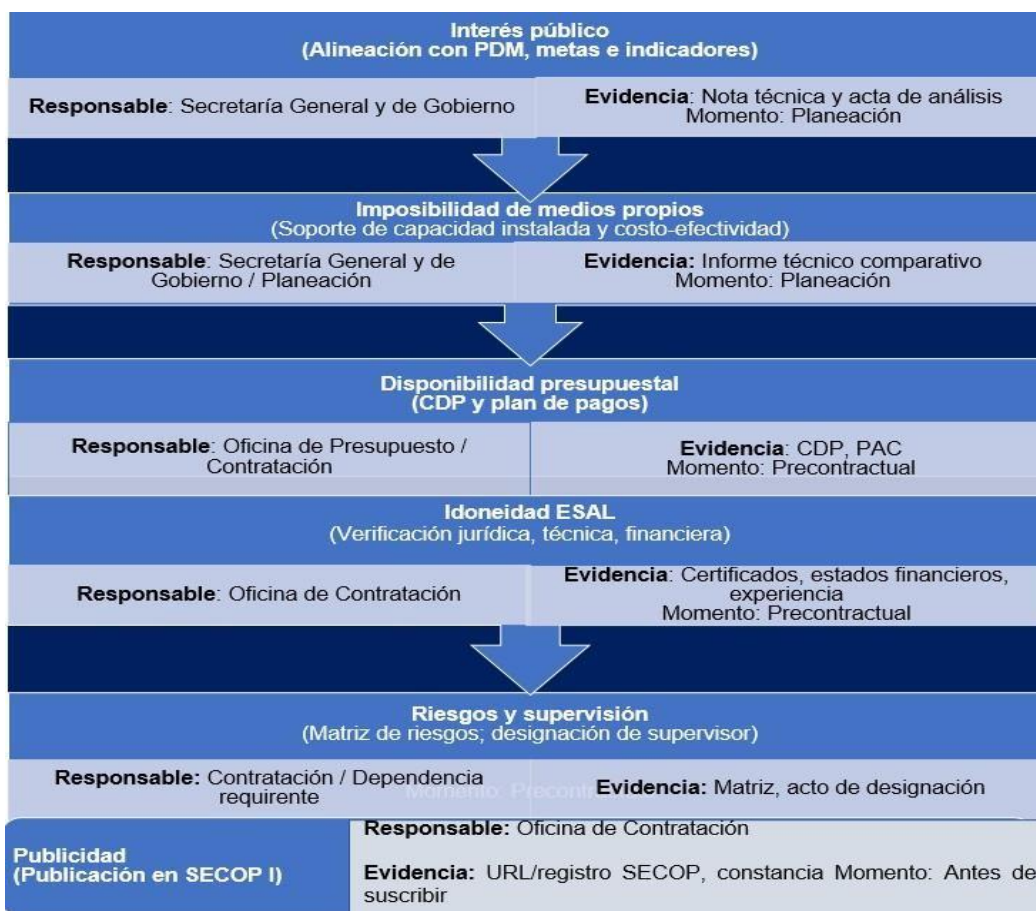 Interés público
(Alineación con PDM, metas e indicadores)
Responsable: Secretaría General y de Gobierno
Evidencia: Nota técnica y acta de análisis
Momento: Planeación
Imposibilidad de medios propios
(Soporte de capacidad instalada y costo-efectividad)
Responsable: Secretaría General y de
Gobierno / Planeación
Evidencia: Informe técnico comparativo
Momento: Planeación
Disponibilidad presupuestal
(CDP y plan de pagos)
Responsable: Oficina de Presupuesto /
Contratación
Evidencia: CDP, PAC
Momento: Precontractual
Idoneidad ESAL
(Verificación jurídica, técnica, financiera)
Responsable: Oficina de Contratación
Evidencia: Certificados, estados financieros,
experiencia
Momento: Precontractual
Riesgos y supervisión
(Matriz de riesgos; designación de supervisor)
Responsable: Contratación / Dependencia
requirente
Evidencia: Matriz, acto de designación
Publicidad
(Publicación en SECOP I)
Responsable: Oficina de Contratación
Evidencia: URL/registro SECOP, constancia Momento: Antes de
suscribir